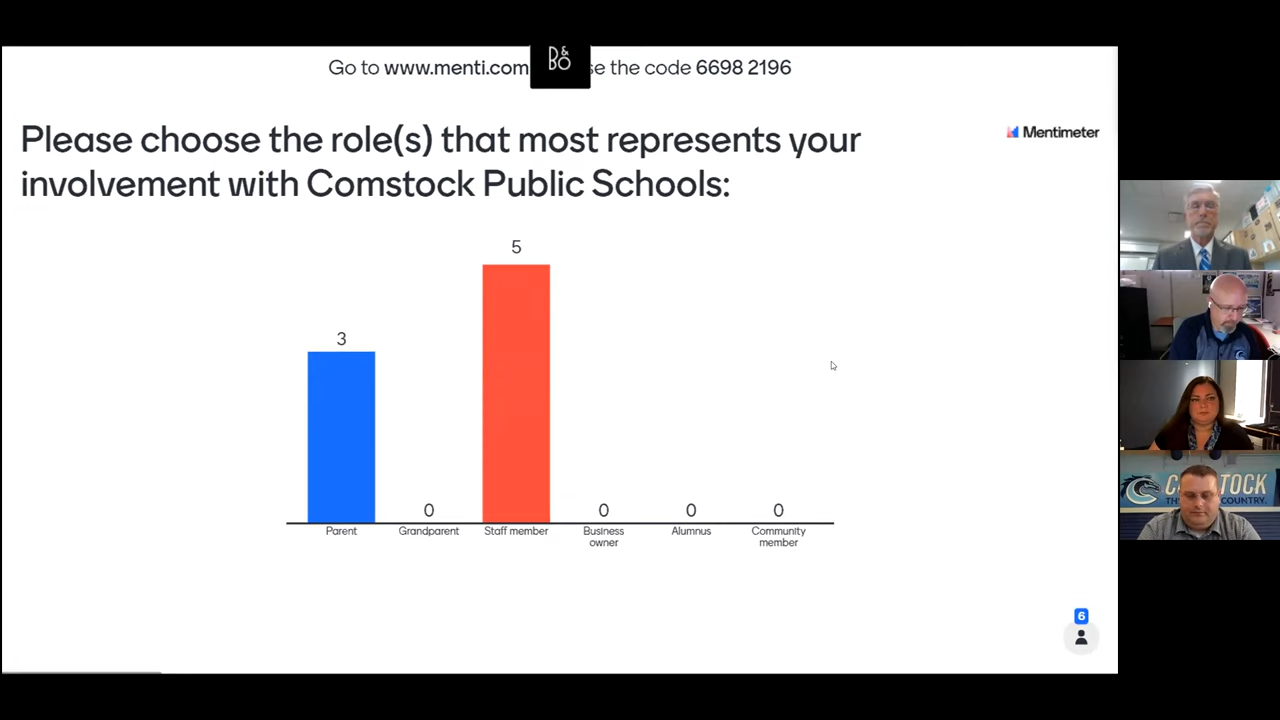 Go to www.menti.com se the code 6698 2196
B&O
Please choose the role(s) that most represents your
involvement with Comstock Public Schools:
Mentimeter
5
3
0
0
0
0
Parent
Grandparent
Staff member
Business
owner
Alumnus
Community
member
6
COUNTRY.